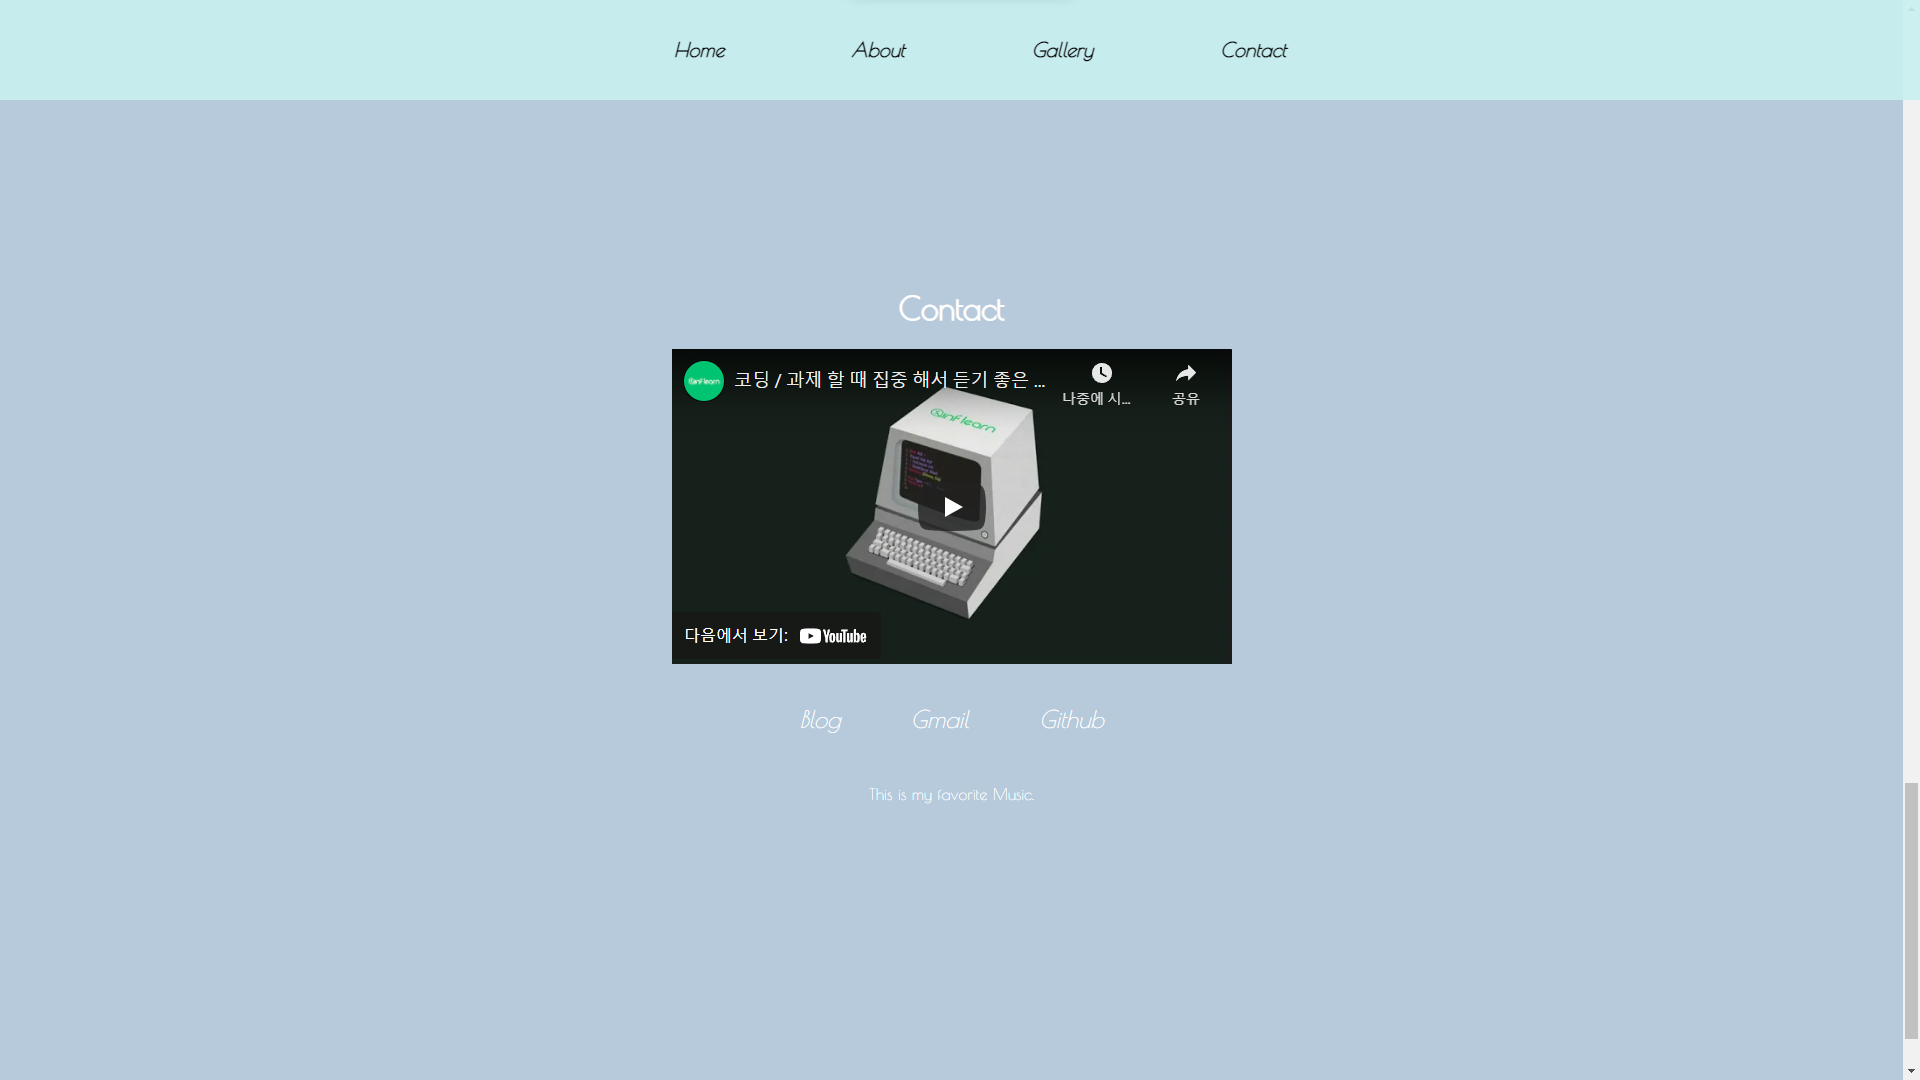 Home About Gallery Contact
Contact
inflearn 코딩 / 과제 할 때 집중 해서 듣기 좋은 ...
나중에 시... 공유
inflearn
다음에서 보기: YouTube
Blog Gmail Github
This is my favorite Music.